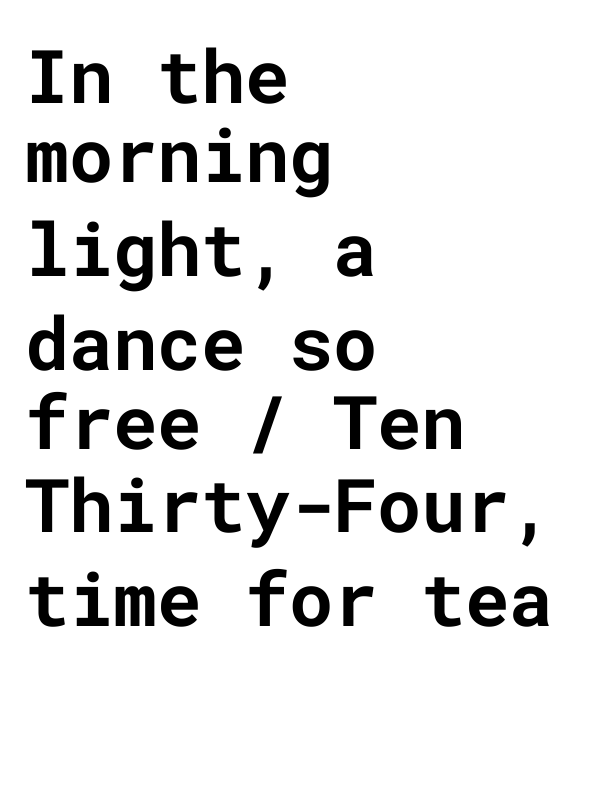 In the
morning
light, a
dance so
free / Ten
Thirty-Four,
time for tea